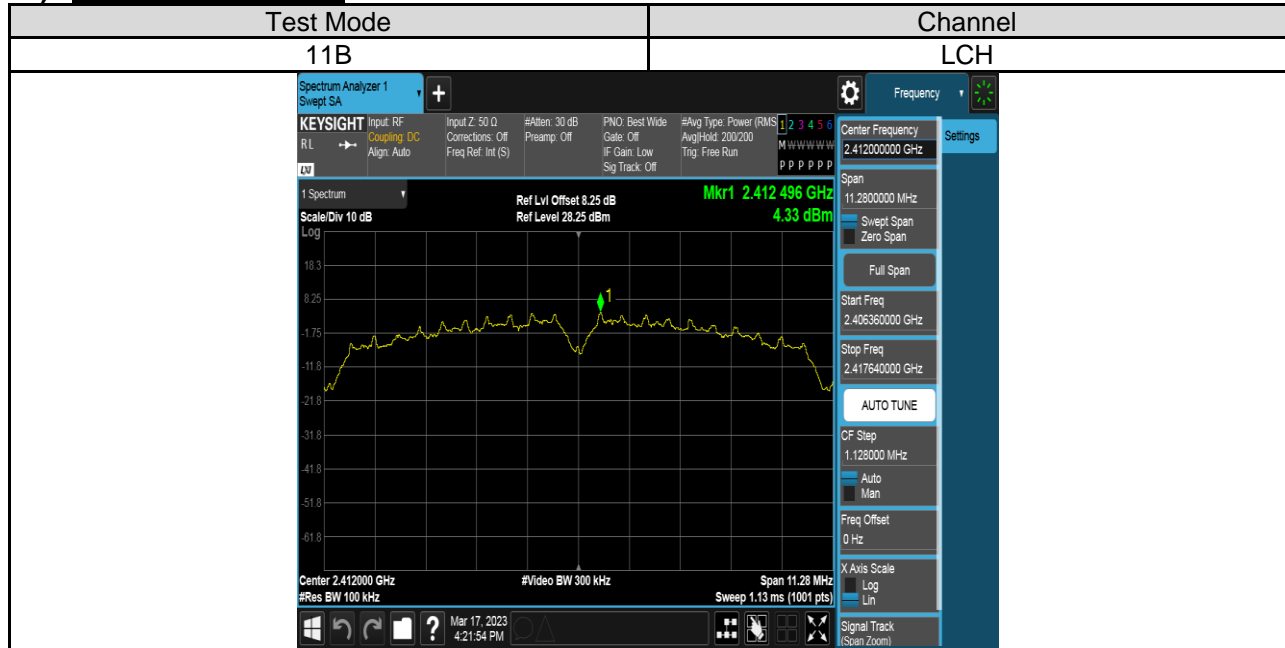 Test Mode
Channel
11B
LCH
Spectrum Analyzer 1
Swept SA
+
Frequency
KEYSIGHT
RL
LXI
Input: RF
Coupling: DC
Align: Auto
Input Z: 50 Ω
Corrections: Off
Freq Ref: Int (S)
#Atten: 30 dB
Preamp: Off
PNO: Best Wide
Gate: Off
IF Gain: Low
Sig Track: Off
#Avg Type: Power (RMS
Avg|Hold: 200/200
Trig: Free Run
1 2 3 4 5 6
M W W W W W
P P P P P P
1 Spectrum
Scale/Div 10 dB
Log
Ref Lvl Offset 8.25 dB
Ref Level 28.25 dBm
Mkr1 2.412 496 GHz
4.33 dBm
18.3
8.25
-1.75
-11.8
-21.8
-31.8
-41.8
-51.8
-61.8
1
Center 2.412000 GHz
#Res BW 100 kHz
#Video BW 300 kHz
Span 11.28 MHz
Sweep 1.13 ms (1001 pts)
?
Mar 17, 2023
4:21:54 PM
Center Frequency
2.412000000 GHz
Settings
Span
11.2800000 MHz
Swept Span
Zero Span
Full Span
Start Freq
2.406360000 GHz
Stop Freq
2.417640000 GHz
AUTO TUNE
CF Step
1.128000 MHz
Auto
Man
Freq Offset
0 Hz
X Axis Scale
Log
Lin
Signal Track
(Span Zoom)